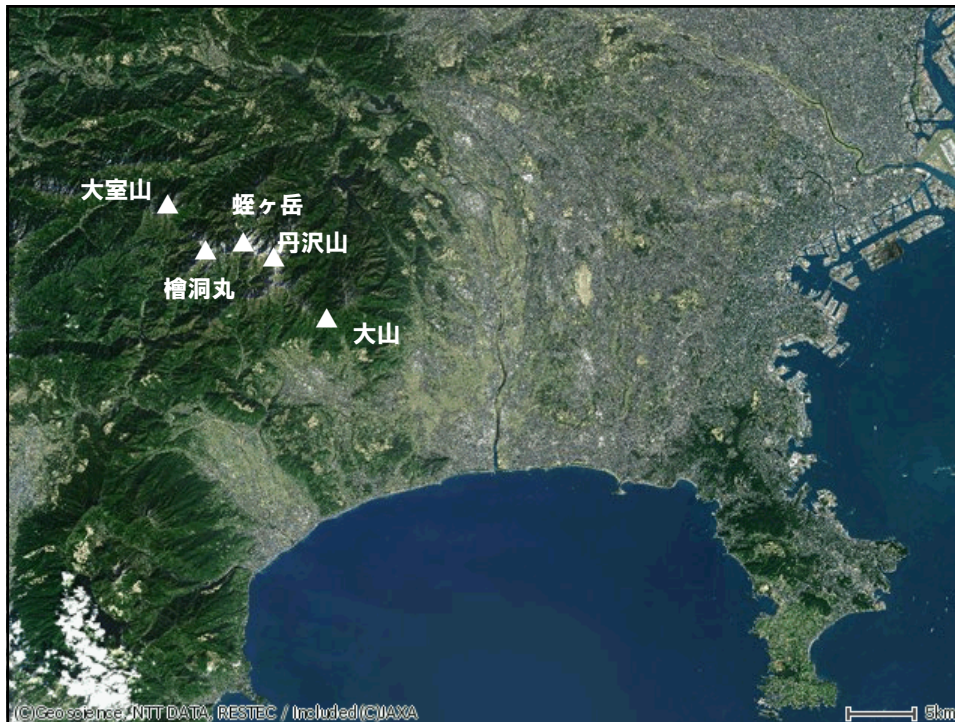 大室山
蛭ヶ岳
丹沢山
檜洞丸
大山
(C)Geoscience, NTT DATA, RESTEC / Included(C)JAXA
5km